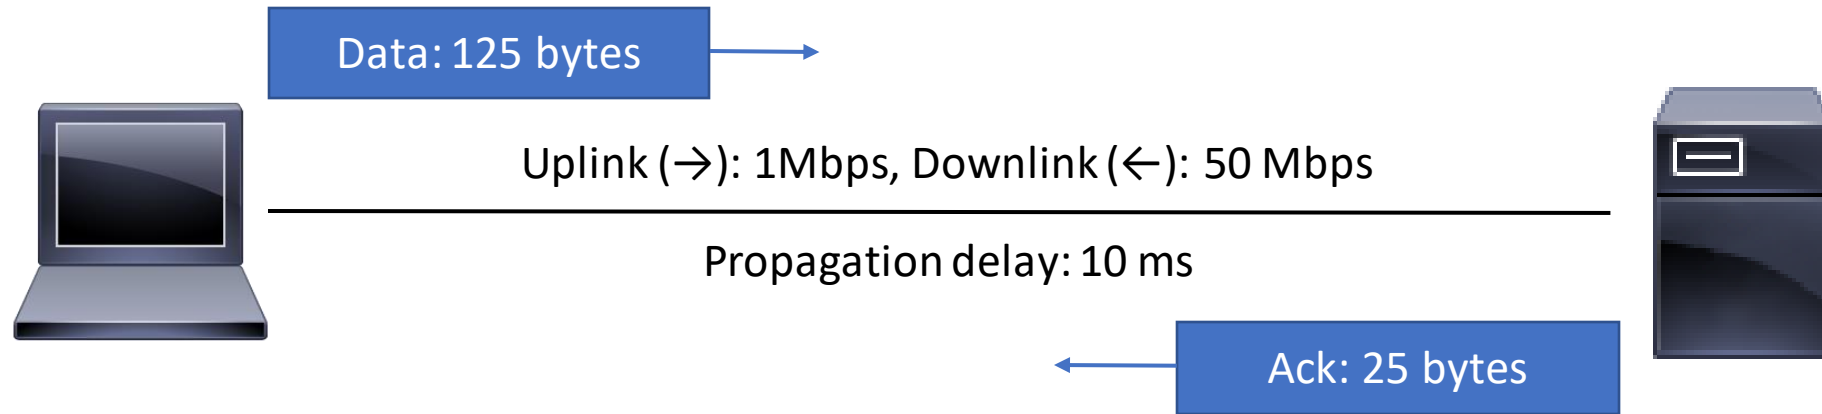 Data: 125 bytes
Uplink (→): 1Mbps, Downlink (←): 50 Mbps
Propagation delay: 10 ms
Ack: 25 bytes